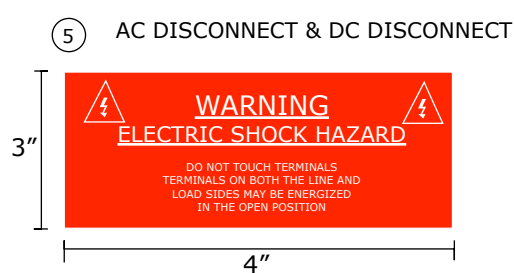 5 AC DISCONNECT & DC DISCONNECT
WARNING
ELECTRIC SHOCK HAZARD
3″
DO NOT TOUCH TERMINALS
TERMINALS ON BOTH THE LINE AND
LOAD SIDES MAY BE ENERGIZED
IN THE OPEN POSITION
4″